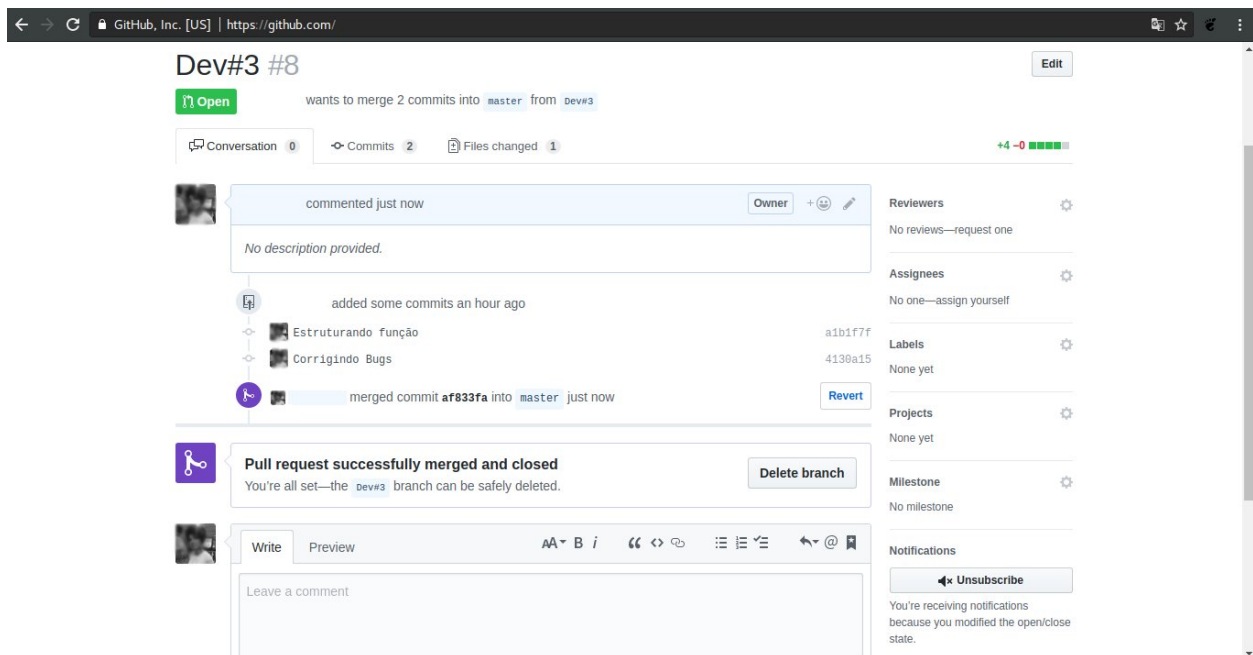 GitHub, Inc. [US] | https://github.com/
Dev#3 #8
Edit
Open
wants to merge 2 commits into master from Dev#3
Conversation 0
Commits 2
Files changed 1
+4 −0
commented just now
Owner
No description provided.
added some commits an hour ago
Estruturando função a1b1f7f
Corrigindo Bugs 4130a15
merged commit af833fa into master just now
Revert
Pull request successfully merged and closed
You're all set—the Dev#3 branch can be safely deleted.
Delete branch
Write
Preview
AA B i
Leave a comment
Reviewers
No reviews—request one
Assignees
No one—assign yourself
Labels
None yet
Projects
None yet
Milestone
No milestone
Notifications
Unsubscribe
You're receiving notifications
because you modified the open/close
state.